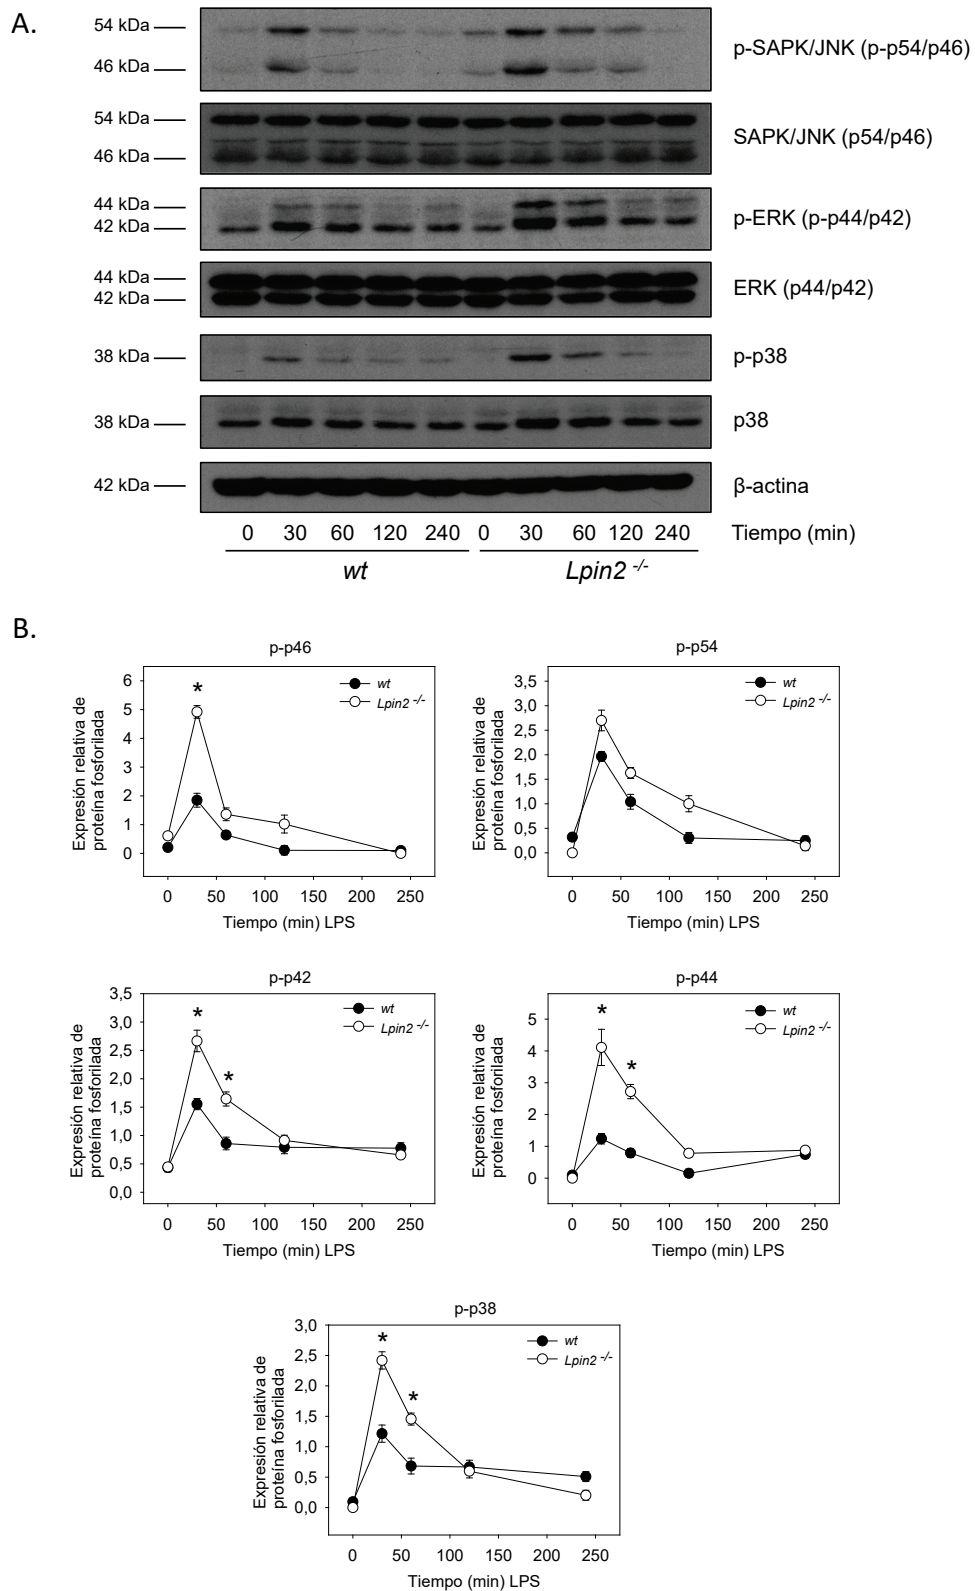 A.
54 kDa
46 kDa
p-SAPK/JNK (p-p54/p46)
54 kDa
46 kDa
SAPK/JNK (p54/p46)
44 kDa
42 kDa
p-ERK (p-p44/p42)
44 kDa
42 kDa
ERK (p44/p42)
38 kDa
p-p38
38 kDa
p38
42 kDa
β-actina
0 30 60 120 240 0 30 60 120 240 Tiempo (min)
wt Lpin2 -/-
B.
p-p46
Expresión relativa de
proteína fosforilada
6
5
4
3
2
1
0
*
wt
Lpin2 -/-
0 50 100 150 200 250
Tiempo (min) LPS
p-p54
Expresión relativa de
proteína fosforilada
3,5
3,0
2,5
2,0
1,5
1,0
0,5
0,0
wt
Lpin2 -/-
0 50 100 150 200 250
Tiempo (min) LPS
p-p42
Expresión relativa de
proteína fosforilada
3,5
3,0
2,5
2,0
1,5
1,0
0,5
0,0
*
*
wt
Lpin2 -/-
0 50 100 150 200 250
Tiempo (min) LPS
p-p44
Expresión relativa de
proteína fosforilada
5
4
3
2
1
0
*
*
wt
Lpin2 -/-
0 50 100 150 200 250
Tiempo (min) LPS
p-p38
Expresión relativa de
proteína fosforilada
3,0
2,5
2,0
1,5
1,0
0,5
0,0
*
*
wt
Lpin2 -/-
0 50 100 150 200 250
Tiempo (min) LPS